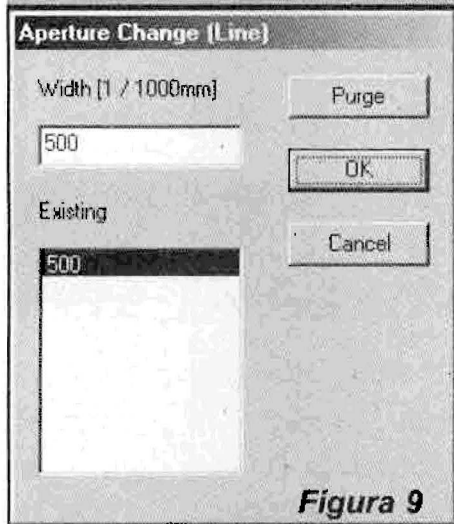 Aperture Change (Line)
Width [1 / 1000mm]
500
Existing
500
Purge
OK
Cancel
Figura 9